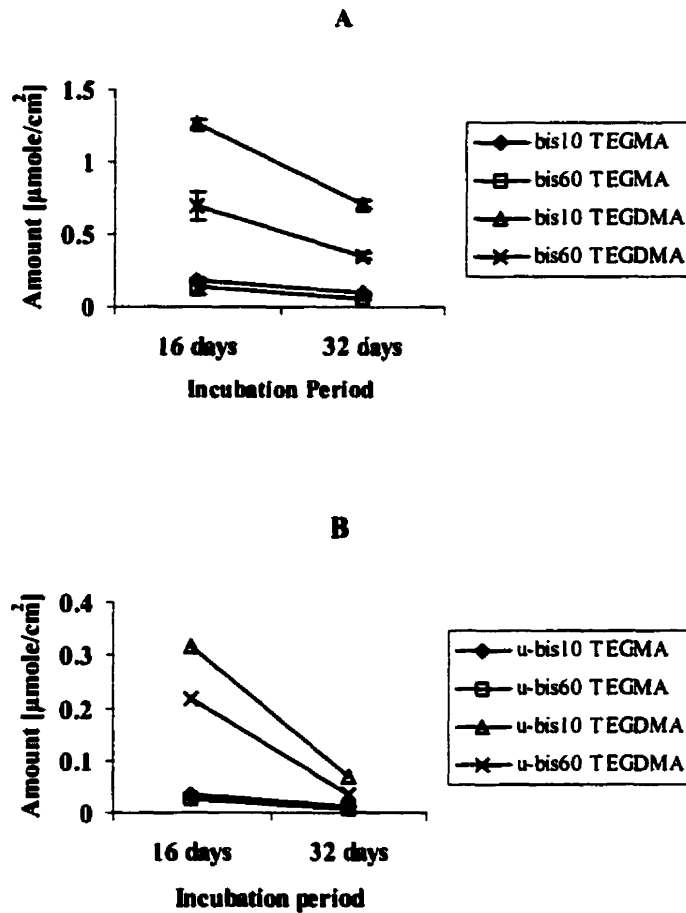 A
Amount [µmole/cm²]
1.5
1
0.5
0
16 days 32 days
Incubation Period
bis10 TEGMA
bis60 TEGMA
bis10 TEGDMA
bis60 TEGDMA
B
Amount [µmole/cm²]
0.4
0.3
0.2
0.1
0
16 days 32 days
Incubation period
u-bis10 TEGMA
u-bis60 TEGMA
u-bis10 TEGDMA
u-bis60 TEGDMA